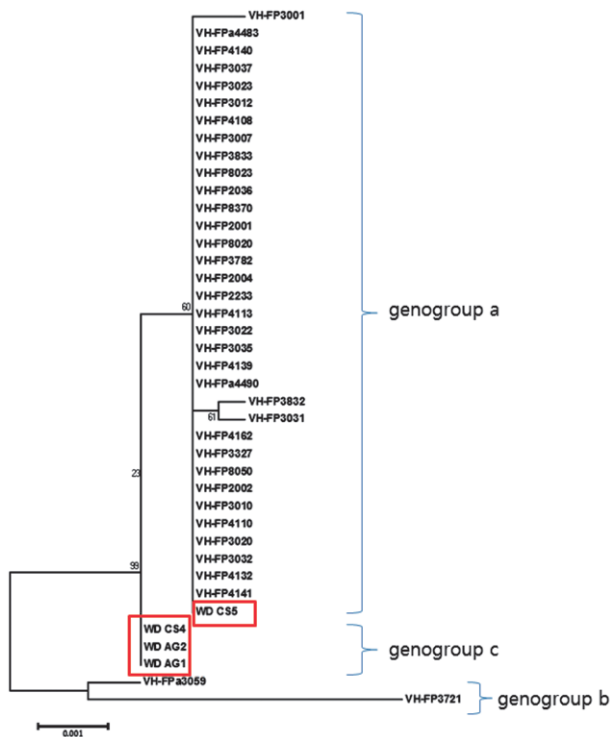 VH-FP3001
VH-FPa4483
VH-FP4140
VH-FP3037
VH-FP3023
VH-FP3012
VH-FP4108
VH-FP3007
VH-FP3833
VH-FP8023
VH-FP2036
VH-FP8370
VH-FP2001
VH-FP8020
VH-FP3782
VH-FP2004
VH-FP2233
60
VH-FP4113
genogroup a
VH-FP3022
VH-FP3035
VH-FP4139
VH-FPa4490
VH-FP3832
61
VH-FP3031
VH-FP4162
VH-FP3327
23
VH-FP8050
VH-FP2002
VH-FP3010
VH-FP4110
VH-FP3020
99
VH-FP3032
VH-FP4132
VH-FP4141
WD CS5
WD CS4
WD AG2
genogroup c
WD AG1
VH-FPa3059
VH-FP3721
genogroup b
0.001